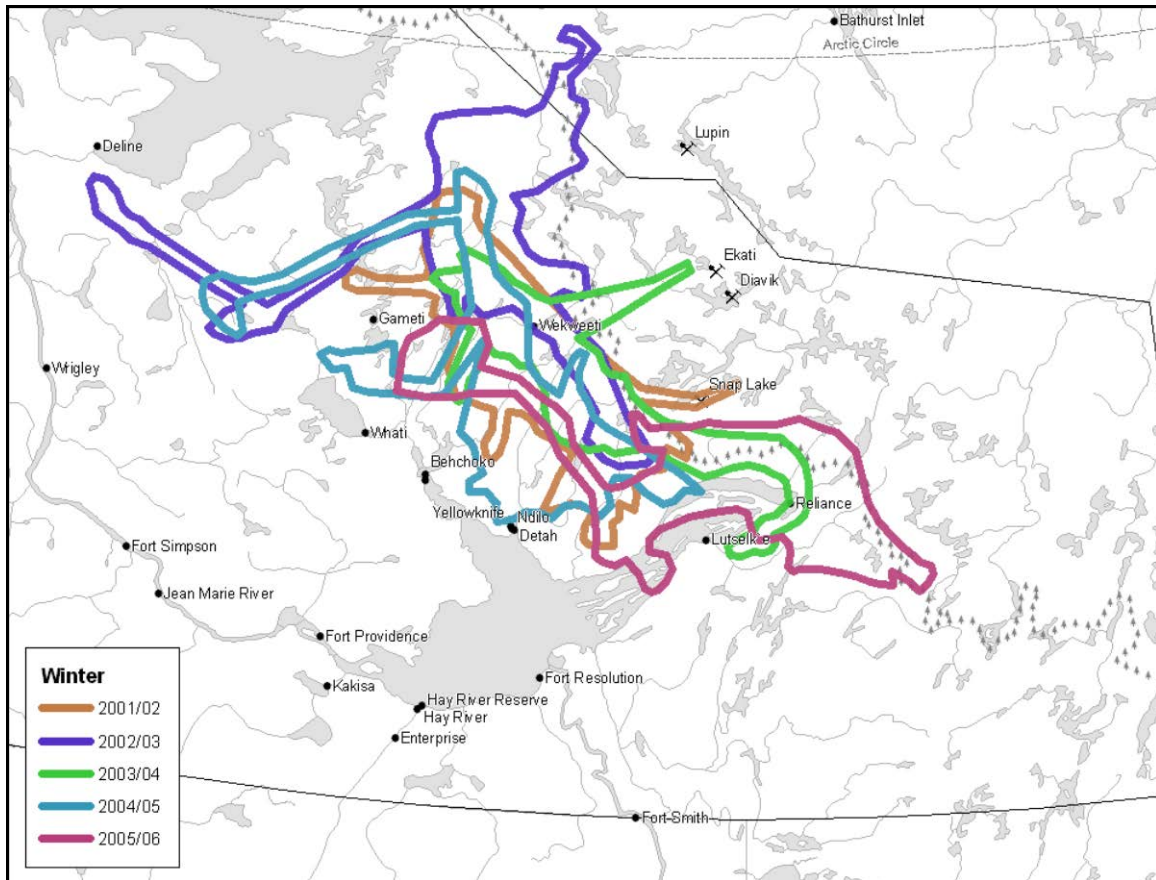 Bathurst Inlet
Arctic Circle
Deline
Lupin
Ekati
Diavik
Gameti
Wekweeti
Wrigley
Snap Lake
Whati
Behchoko
Reliance
Yellowknife
Ndilo
Detah
Lutselk'e
Fort Simpson
Jean Marie River
Fort Providence
Fort Resolution
Kakisa
Hay River Reserve
Hay River
Enterprise
Fort Smith
Winter
2001/02
2002/03
2003/04
2004/05
2005/06